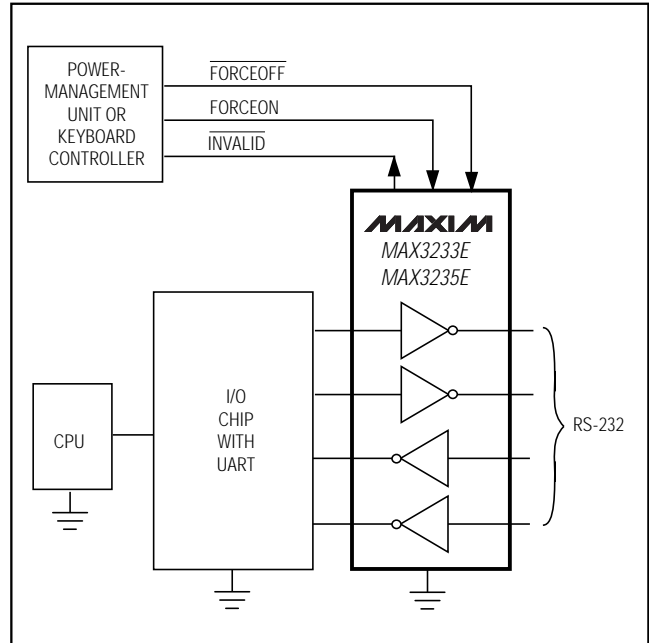 POWER-
MANAGEMENT
UNIT OR
KEYBOARD
CONTROLLER
FORCEOFF
FORCEON
INVALID
MAXIM
MAX3233E
MAX3235E
I/O
CHIP
WITH
UART
CPU
RS-232